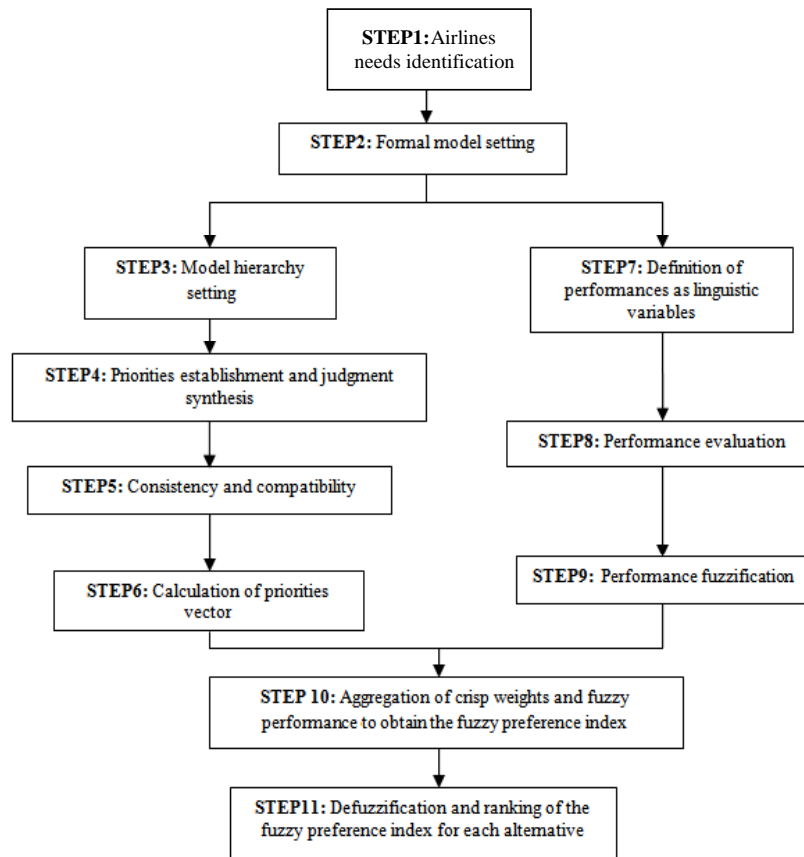 STEP1: Airlines
needs identification
STEP2: Formal model setting
STEP3: Model hierarchy
setting
STEP4: Priorities establishment and judgment
synthesis
STEP5: Consistency and compatibility
STEP6: Calculation of priorities
vector
STEP7: Definition of
performances as linguistic
variables
STEP8: Performance evaluation
STEP9: Performance fuzzification
STEP 10: Aggregation of crisp weights and fuzzy
performance to obtain the fuzzy preference index
STEP11: Defuzzification and ranking of the
fuzzy preference index for each alternative